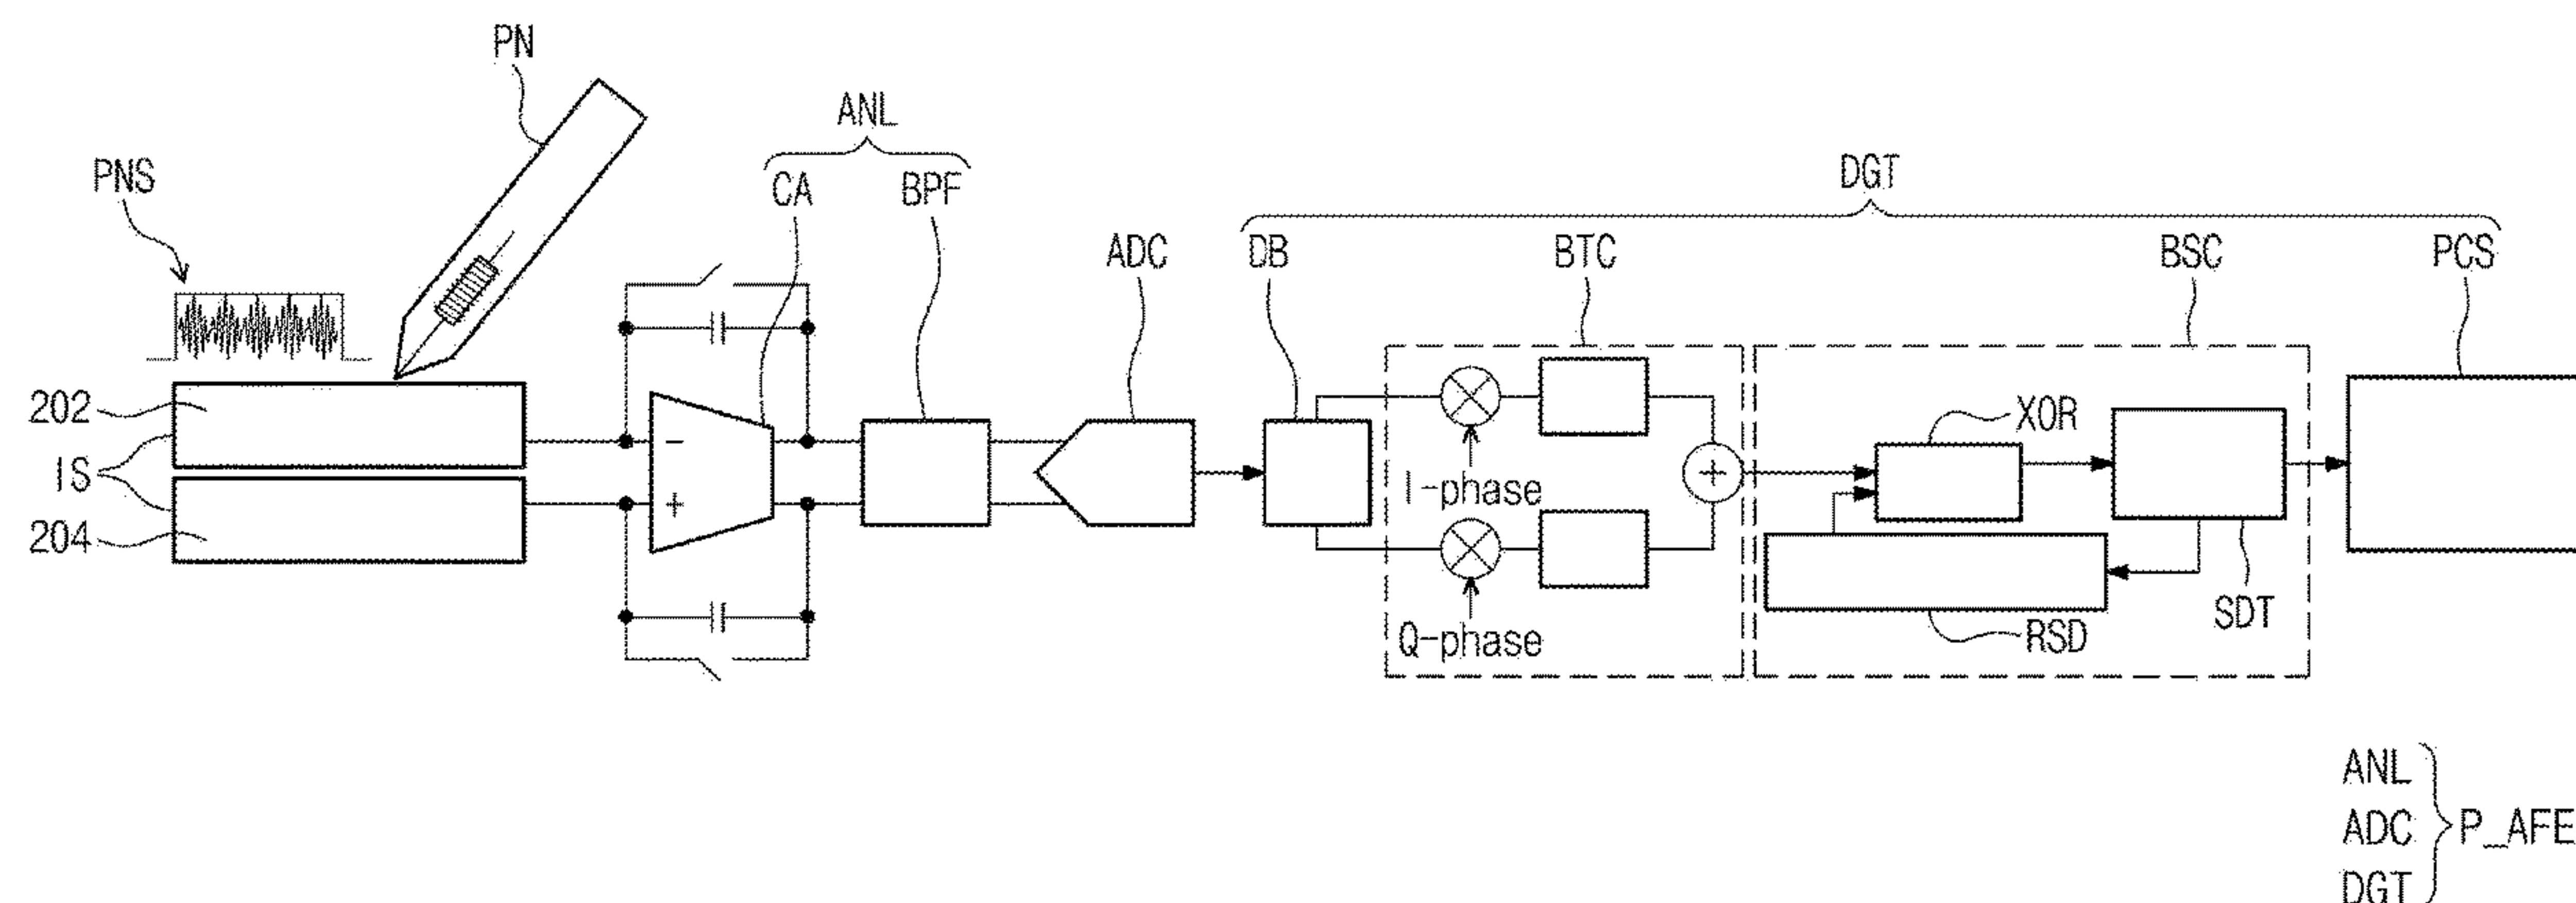 PN
ANL
PNS
CA
BPF
DGT
ADC
DB
BTC
BSC
PCS
202
IS
204
-
+
I-phase
Q-phase
+
XOR
RSD
SDT
ANL
ADC
DGT
P_AFE